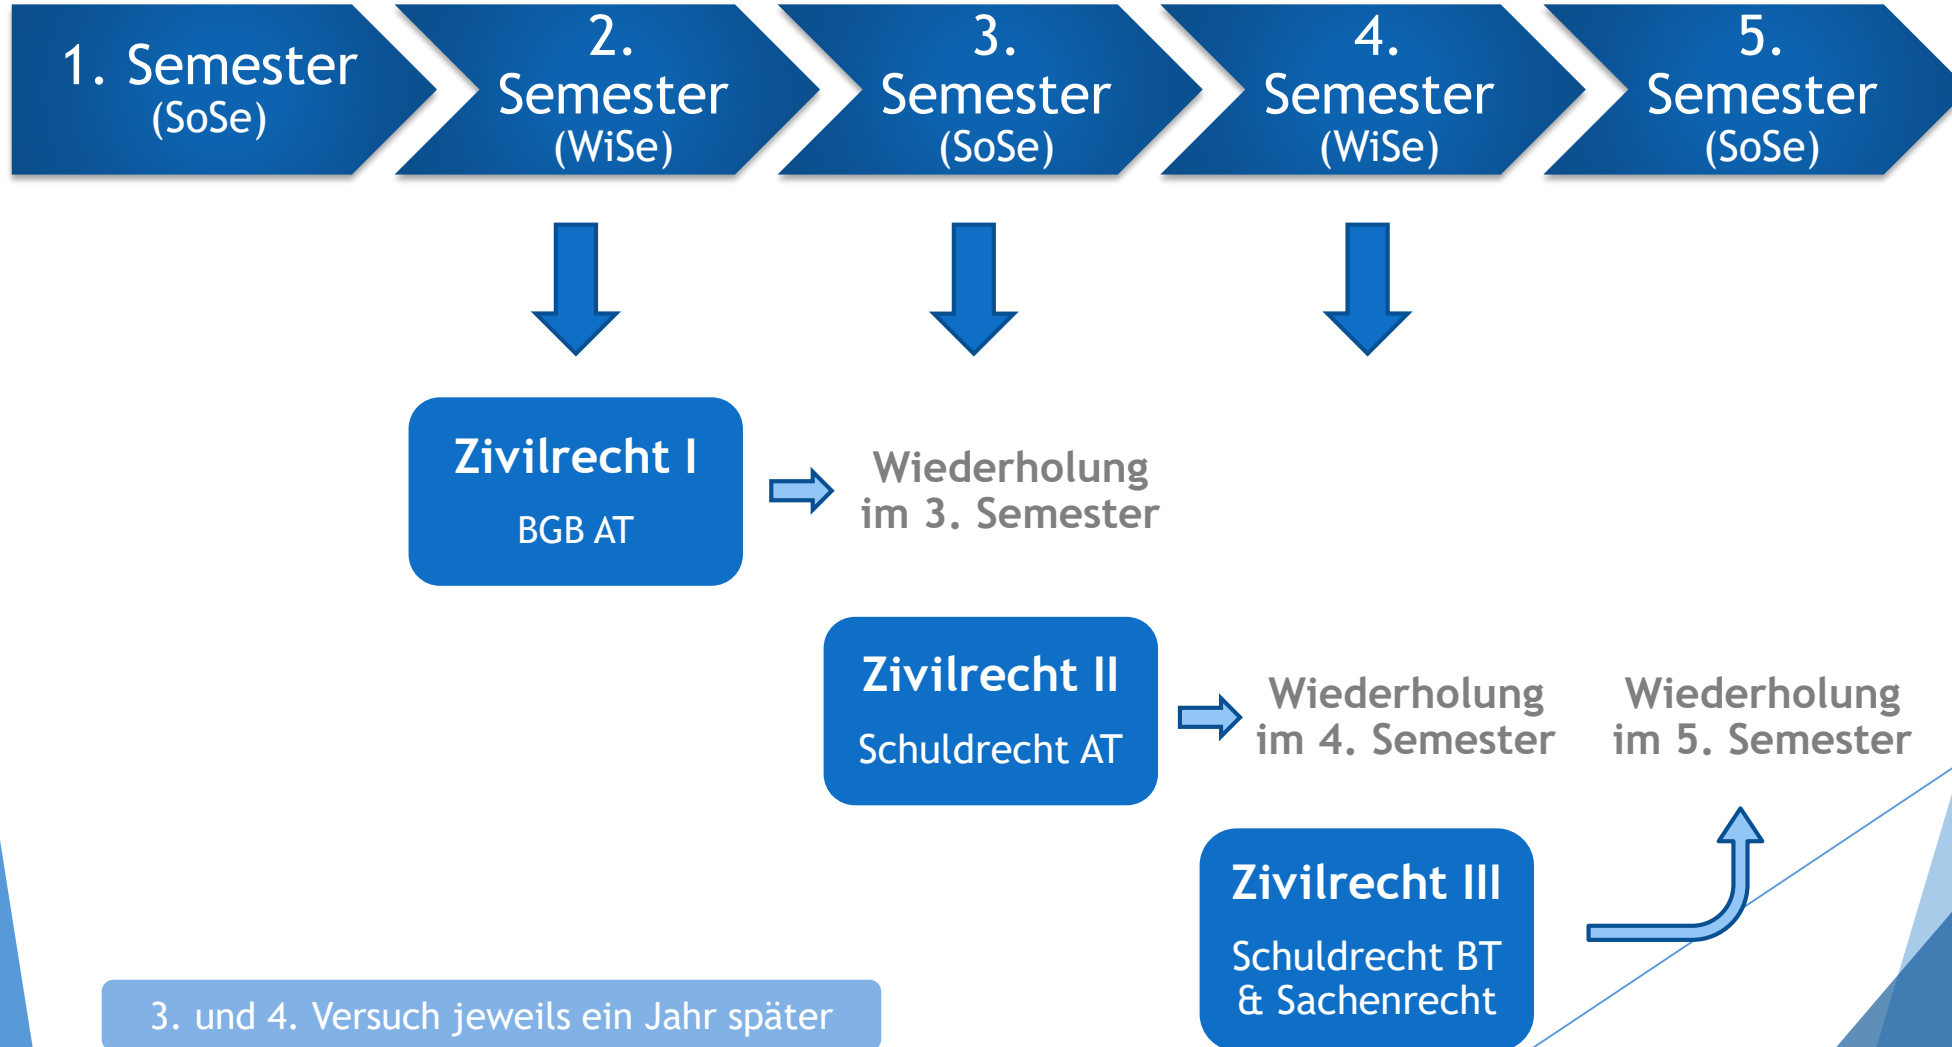 1. Semester
(SoSe)
2.
Semester
(WiSe)
3.
Semester
(SoSe)
4.
Semester
(WiSe)
5.
Semester
(SoSe)
Zivilrecht I
BGB AT
Wiederholung
im 3. Semester
Zivilrecht II
Schuldrecht AT
Wiederholung
im 4. Semester
Wiederholung
im 5. Semester
Zivilrecht III
Schuldrecht BT
& Sachenrecht
3. und 4. Versuch jeweils ein Jahr später